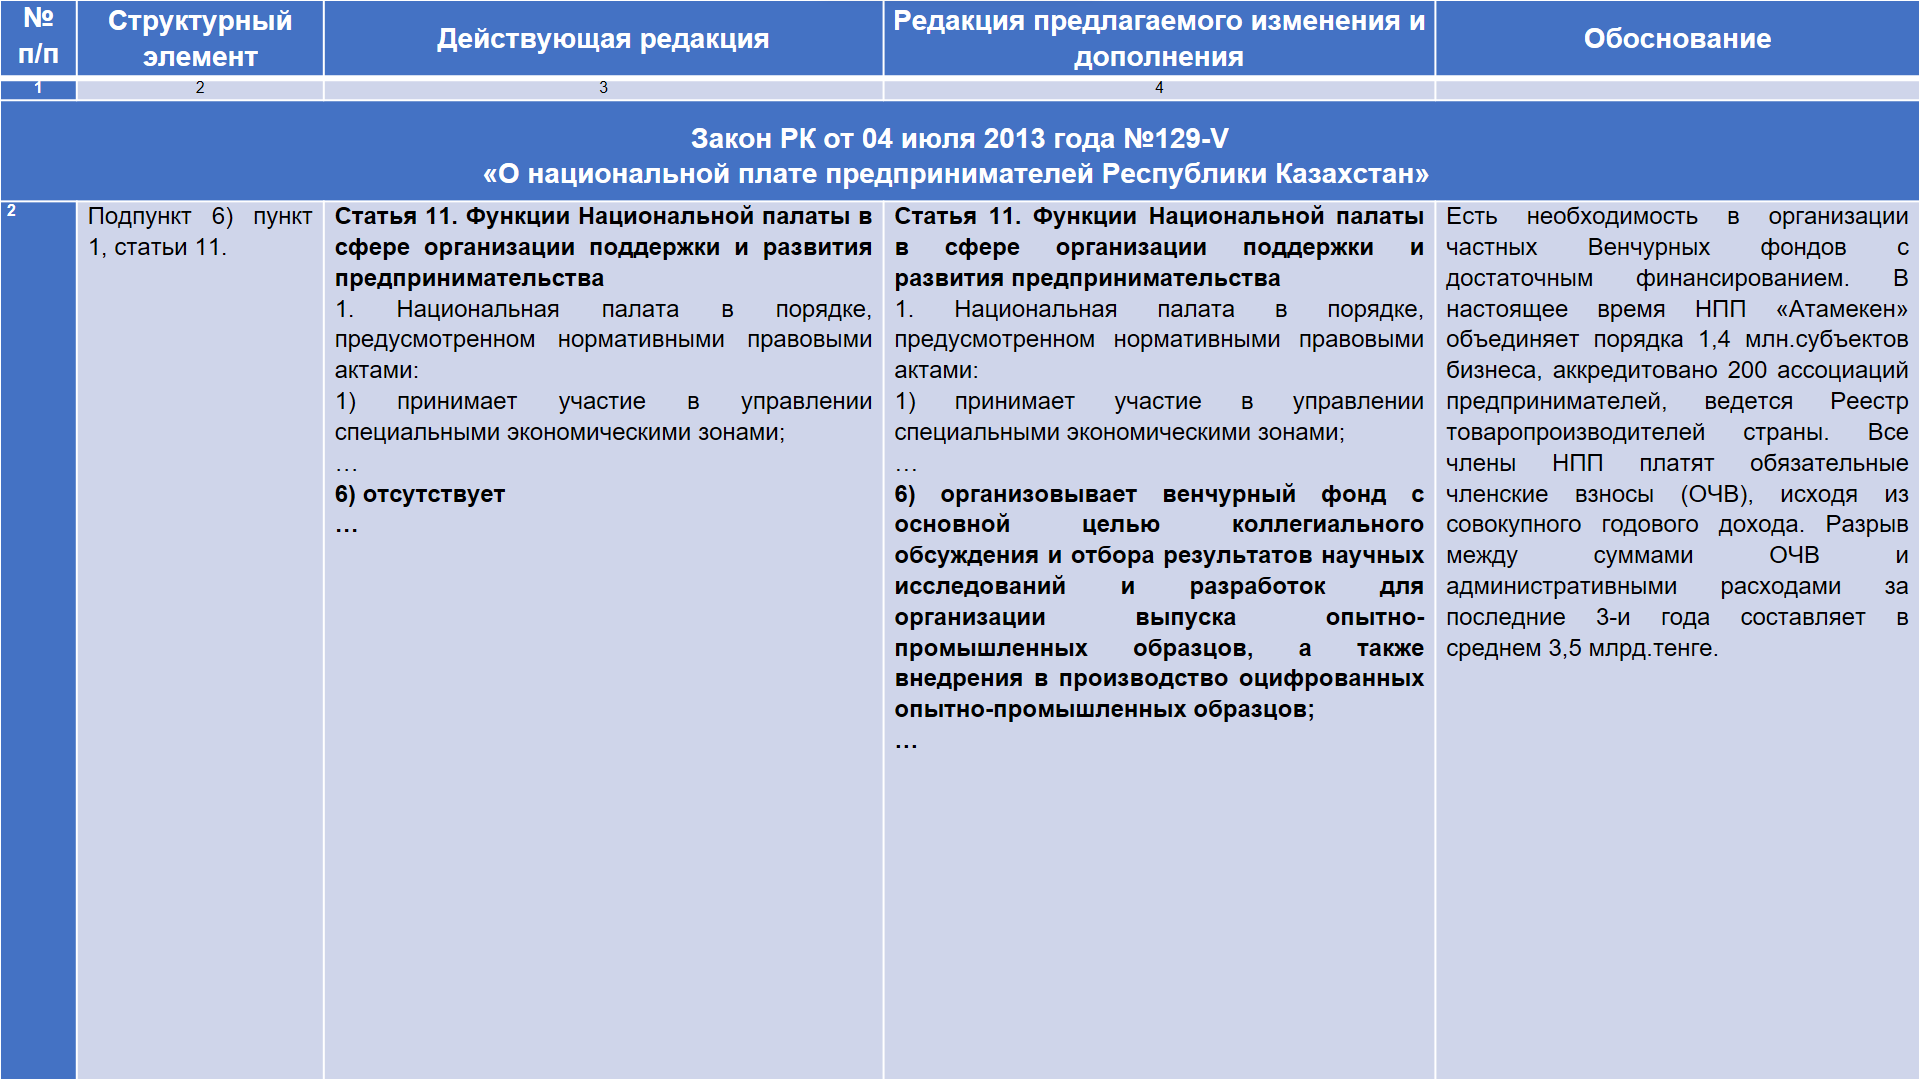 №
п/п
Структурный
элемент
Действующая редакция
Редакция предлагаемого изменения и
дополнения
Обоснование
1
2
3
4
Закон РК от 04 июля 2013 года №129-V
«О национальной плате предпринимателей Республики Казахстан»
2
Подпункт 6) пункт
1, статьи 11.
Статья 11. Функции Национальной палаты в
сфере организации поддержки и развития
предпринимательства
1. Национальная палата в порядке,
предусмотренном нормативными правовыми
актами:
1) принимает участие в управлении
специальными экономическими зонами;
…
6) отсутствует
…
Статья 11. Функции Национальной палаты
в сфере организации поддержки и
развития предпринимательства
1. Национальная палата в порядке,
предусмотренном нормативными правовыми
актами:
1) принимает участие в управлении
специальными экономическими зонами;
…
6) организовывает венчурный фонд с
основной целью коллегиального
обсуждения и отбора результатов научных
исследований и разработок для
организации выпуска опытно-
промышленных образцов, а также
внедрения в производство оцифрованных
опытно-промышленных образцов;
…
Есть необходимость в организации
частных Венчурных фондов с
достаточным финансированием. В
настоящее время НПП «Атамекен»
объединяет порядка 1,4 млн.субъектов
бизнеса, аккредитовано 200 ассоциаций
предпринимателей, ведется Реестр
товаропроизводителей страны. Все
члены НПП платят обязательные
членские взносы (ОЧВ), исходя из
совокупного годового дохода. Разрыв
между суммами ОЧВ и
административными расходами за
последние 3-и года составляет в
среднем 3,5 млрд.тенге.